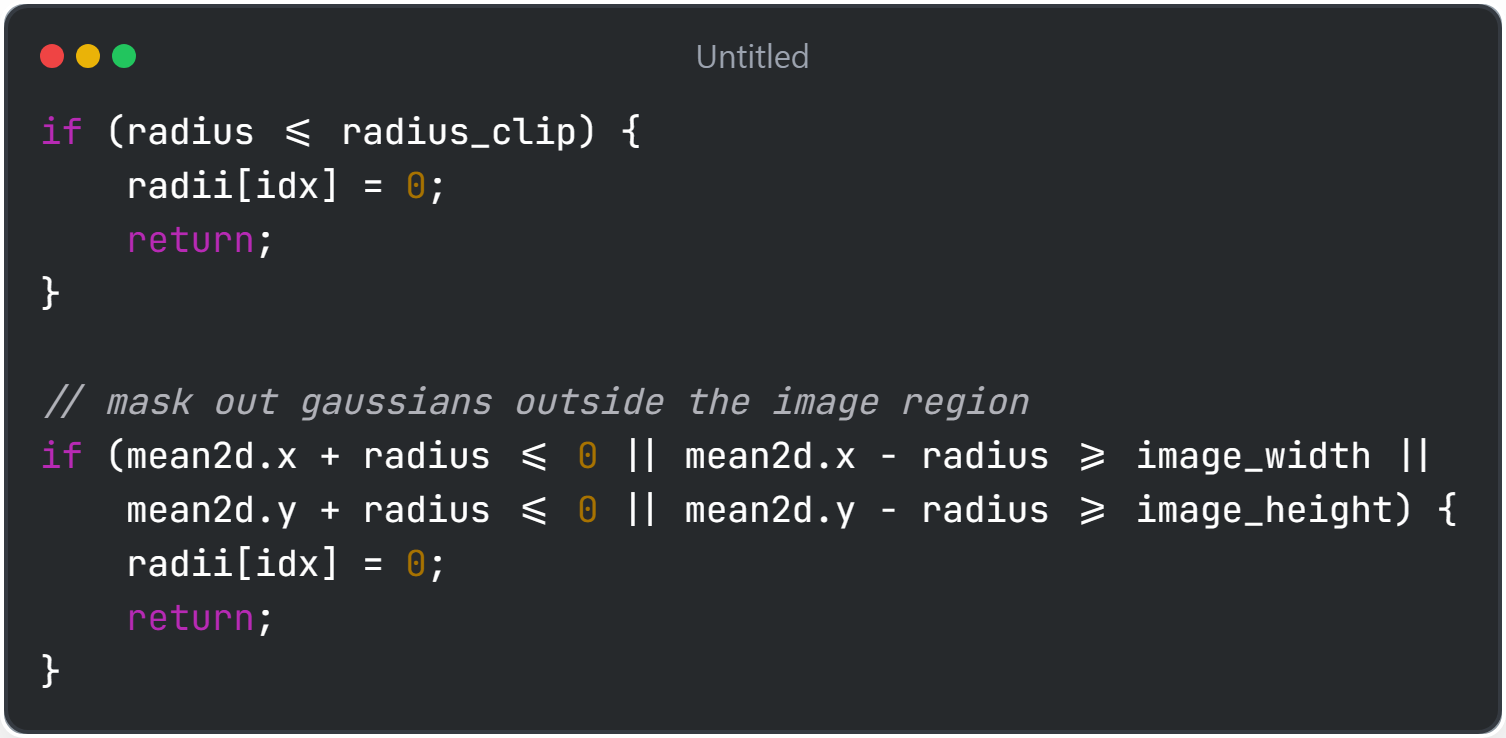 Untitled
if (radius <= radius_clip) {
    radii[idx] = 0;
    return;
}
// mask out gaussians outside the image region
if (mean2d.x + radius <= 0 || mean2d.x - radius >= image_width ||
    mean2d.y + radius <= 0 || mean2d.y - radius >= image_height) {
    radii[idx] = 0;
    return;
}